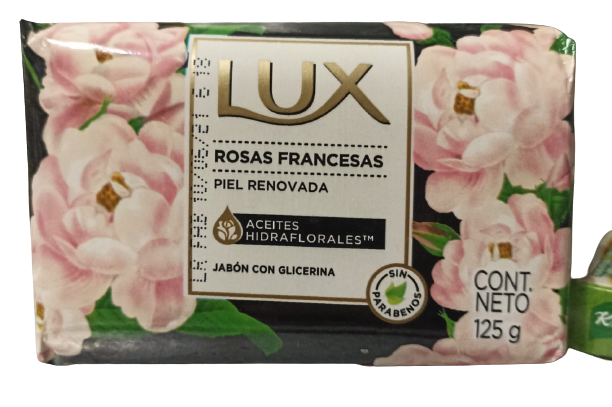 LUX
ROSAS FRANCESAS
PIEL RENOVADA
ACEITES
HIDRAFLORALES™
JABÓN CON GLICERINA
SIN
PARABENOS
CONT.
NETO
125 g